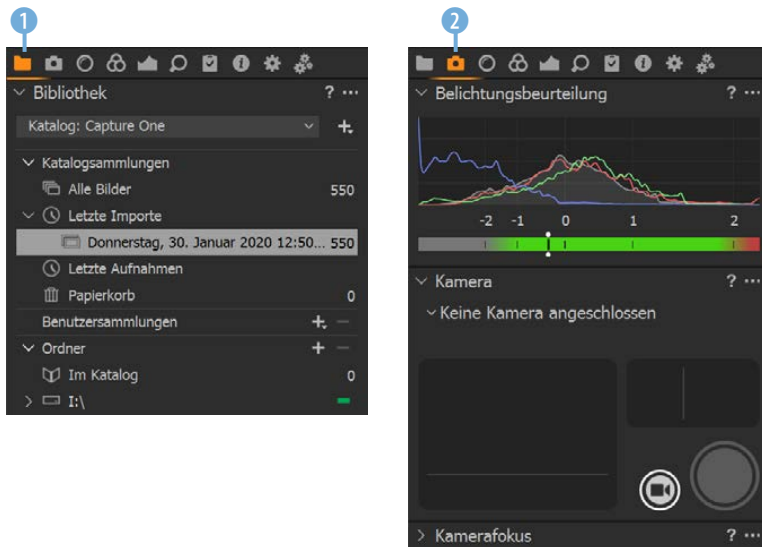 1
Bibliothek ? ...
Katalog: Capture One
Katalogsammlungen
Alle Bilder 550
Letzte Importe
Donnerstag, 30. Januar 2020 12:50... 550
Letzte Aufnahmen
Papierkorb 0
Benutzersammlungen + −
Ordner + −
Im Katalog 0
I:\
2
Belichtungsbeurteilung ? ...
-2 -1 0 1 2
Kamera ? ...
Keine Kamera angeschlossen
Kamerafokus ? ...